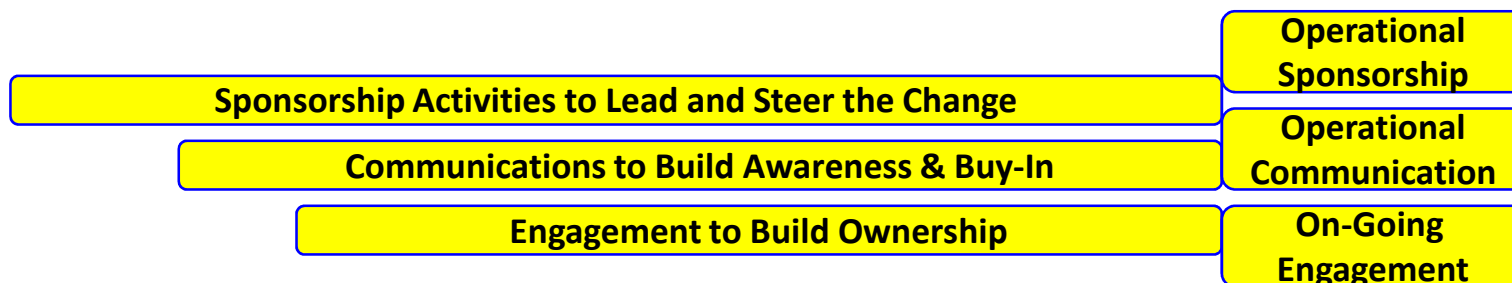 Operational
Sponsorship
Sponsorship Activities to Lead and Steer the Change
Operational
Communication
Communications to Build Awareness & Buy-In
On-Going
Engagement
Engagement to Build Ownership